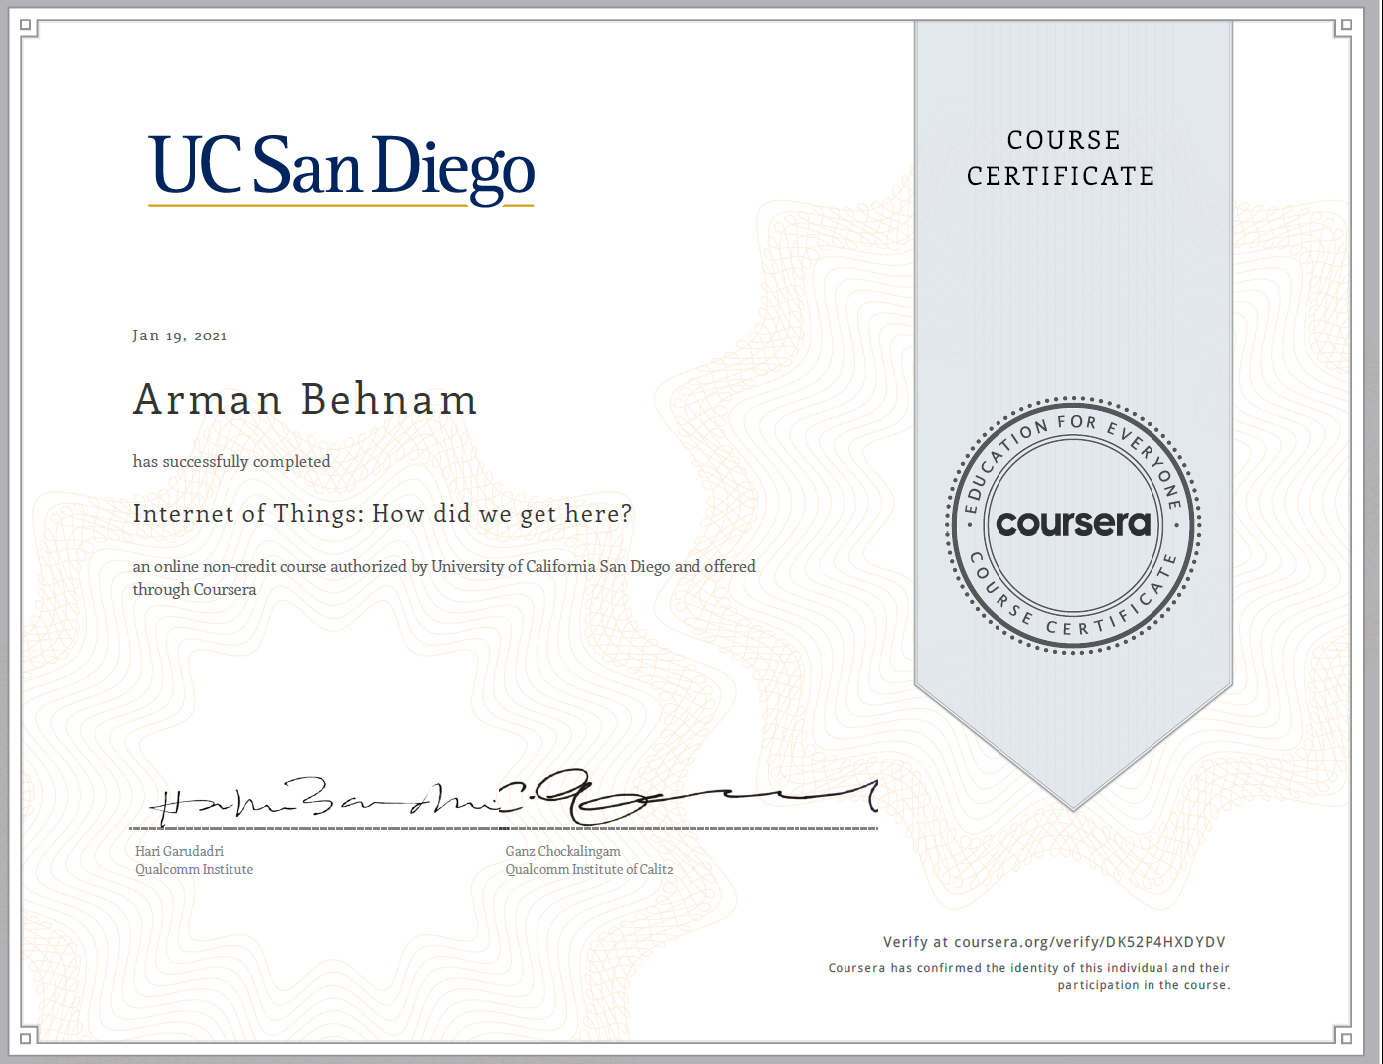 UC San Diego
COURSE
CERTIFICATE
Jan 19, 2021
Arman Behnam
has successfully completed
Internet of Things: How did we get here?
an online non-credit course authorized by University of California San Diego and offered
through Coursera
EDUCATION FOR EVERYONE
coursera
COURSE CERTIFICATE
Hari Garudadri
Qualcomm Institute
Ganz Chockalingam
Qualcomm Institute of Calit2
Verify at coursera.org/verify/DK52P4HXDYDV
Coursera has confirmed the identity of this individual and their
participation in the course.